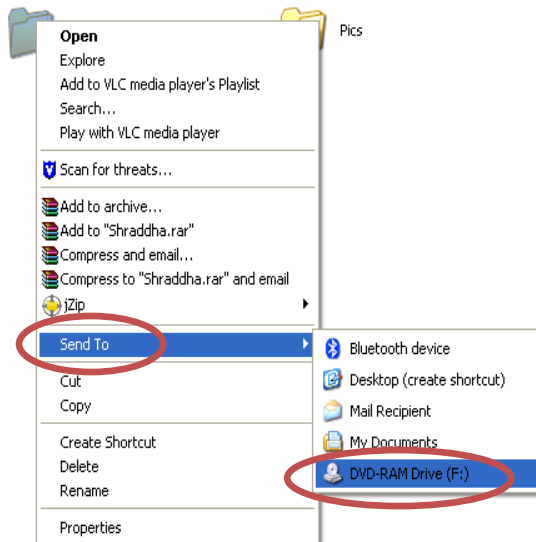 Pics
Open
Explore
Add to VLC media player's Playlist
Search...
Play with VLC media player
Scan for threats...
Add to archive...
Add to "Shraddha.rar"
Compress and email...
Compress to "Shraddha.rar" and email
jZip
Send To
Cut
Copy
Create Shortcut
Delete
Rename
Properties
Bluetooth device
Desktop (create shortcut)
Mail Recipient
My Documents
DVD-RAM Drive (F:)